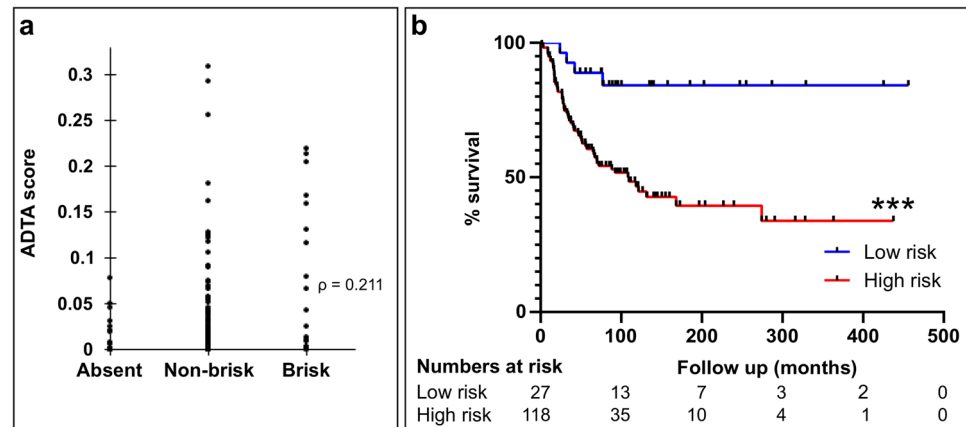 a
ADTA score
0.3
0.25
0.2
0.15
0.1
0.05
0
Absent Non-brisk Brisk
ρ = 0.211
b
% survival
100
50
0
0 100 200 300 400 500
***
Low risk
High risk
Follow up (months)
Numbers at risk
Low risk 27 13 7 3 2 0
High risk 118 35 10 4 1 0